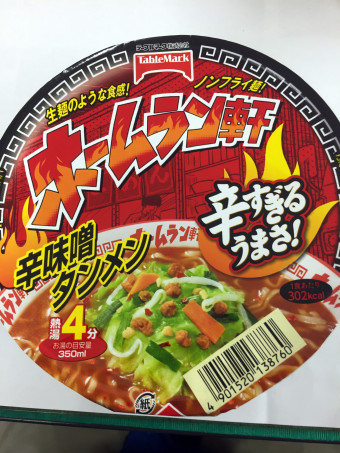 テーブルマーク株式会社
TableMark
生麺のような食感!
ノンフライ麺!
ホームラン軒
辛すぎる
うまさ!
辛味噌
タンメン
ホームラン軒
1食あたり
302kcal
熱湯4分
お湯の目安量
350ml
4901520138760
紙